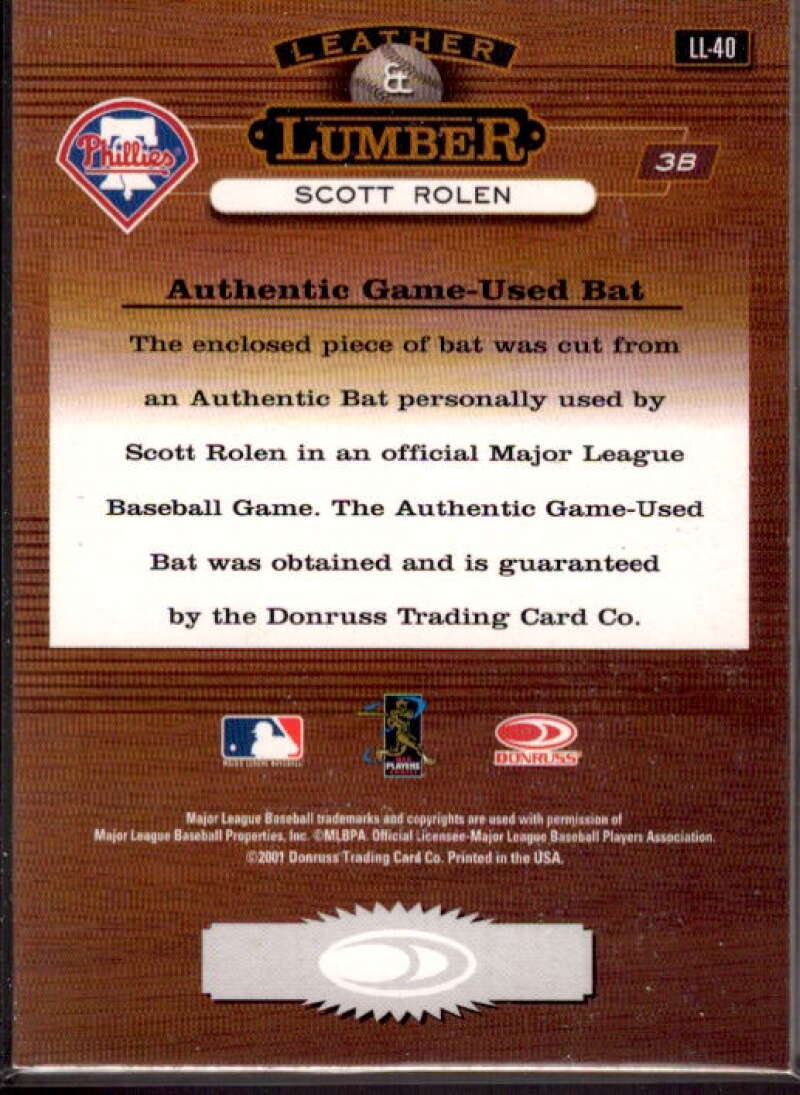 LEATHER
&
LUMBER
LL-40
Phillies
3B
SCOTT ROLEN
Authentic Game-Used Bat
The enclosed piece of bat was cut from
an Authentic Bat personally used by
Scott Rolen in an official Major League
Baseball Game. The Authentic Game-Used
Bat was obtained and is guaranteed
by the Donruss Trading Card Co.
MAJOR LEAGUE BASEBALL
PLAYERS
DONRUSS
Major League Baseball trademarks and copyrights are used with permission of
Major League Baseball Properties, Inc. ©MLBPA. Official Licensee-Major League Baseball Players Association.
©2001 Donruss Trading Card Co. Printed in the USA.